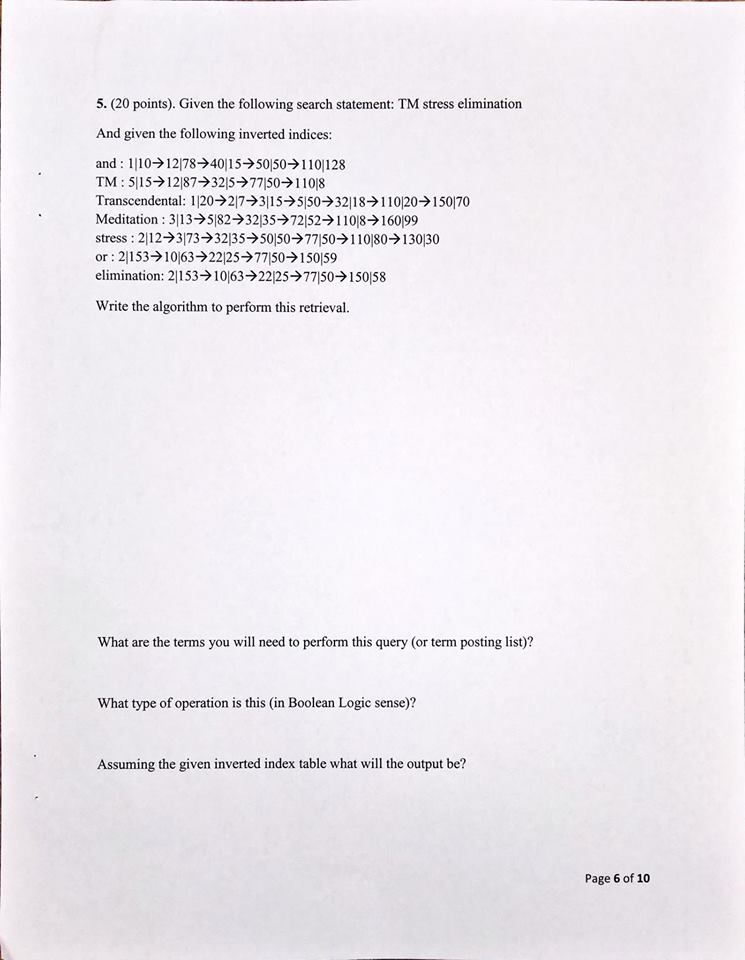 5. (20 points). Given the following search statement: TM stress elimination
And given the following inverted indices:
and : 1|10→12|78→40|15→50|50→110|128
TM : 5|15→12|87→32|5→77|50→110|8
Transcendental: 1|20→2|7→3|15→5|50→32|18→110|20→150|70
Meditation : 3|13→5|82→32|35→72|52→110|8→160|99
stress : 2|12→3|73→32|35→50|50→77|50→110|80→130|30
or : 2|153→10|63→22|25→77|50→150|59
elimination: 2|153→10|63→22|25→77|50→150|58
Write the algorithm to perform this retrieval.
What are the terms you will need to perform this query (or term posting list)?
What type of operation is this (in Boolean Logic sense)?
Assuming the given inverted index table what will the output be?
Page 6 of 10